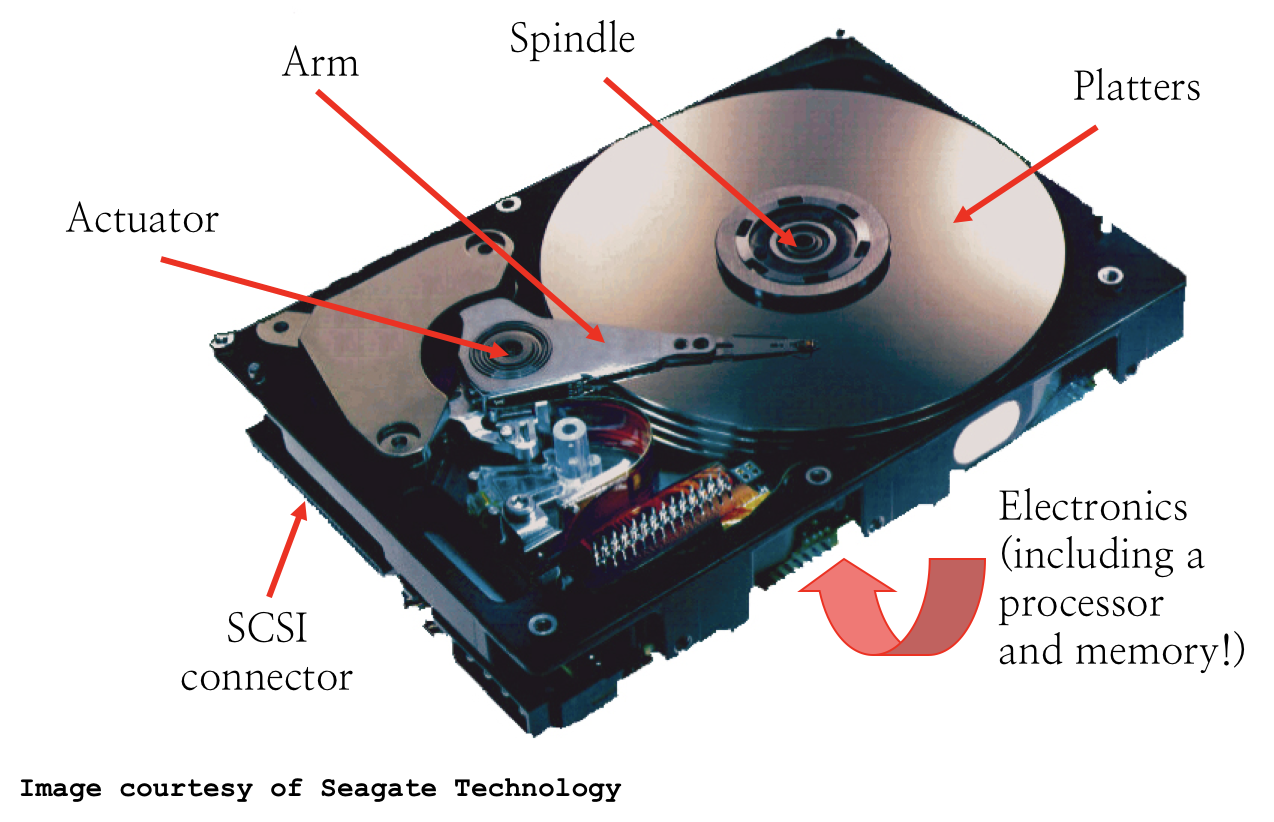 Spindle
Arm
Platters
Actuator
Electronics
(including a
processor
and memory!)
SCSI
connector
Image courtesy of Seagate Technology